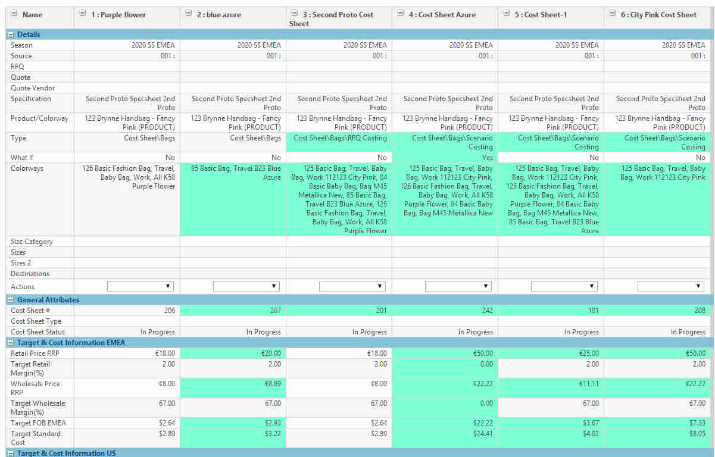 Name 1 : Purple flower 2 : blue azure 3 : Second Proto Cost Sheet 4 : Cost Sheet Azure 5 : Cost Sheet-1 6 : City Pink Cost Sheet
Details
Season 2020 SS EMEA 2020 SS EMEA 2020 SS EMEA 2020 SS EMEA 2020 SS EMEA 2020 SS EMEA
Source 001 : 001 : 001 : 001 : 001 : 001 :
RFQ
Quote
Quote Vendor
Specification Second Proto Specsheet 2nd Proto Second Proto Specsheet 2nd Proto Second Proto Specsheet 2nd Proto Second Proto Specsheet 2nd Proto Second Proto Specsheet 2nd Proto Second Proto Specsheet 2nd Proto
Product/Colorway 123 Brynne Handbag - Fancy Pink (PRODUCT) 123 Brynne Handbag - Fancy Pink (PRODUCT) 123 Brynne Handbag - Fancy Pink (PRODUCT) 123 Brynne Handbag - Fancy Pink (PRODUCT) 123 Brynne Handbag - Fancy Pink (PRODUCT) 123 Brynne Handbag - Fancy Pink (PRODUCT)
Type Cost Sheet\Bags Cost Sheet\Bags Cost Sheet\Bags\RFQ Costing Cost Sheet\Bags\Scenario Costing Cost Sheet\Bags\Scenario Costing Cost Sheet\Bags\Scenario Costing
What If No No No Yes No No
Colorways 126 Basic Fashion Bag, Travel, Baby Bag, Work, All K58 Purple Flower 85 Basic Bag, Travel B23 Blue Azure 125 Basic Bag, Travel, Baby Bag, Work 112123 City Pink, 84 Basic Baby Bag, Bag M45 Metallica New, 85 Basic Bag, Travel B23 Blue Azure, 126 Basic Fashion Bag, Travel, Baby Bag, Work, All K58 Purple Flower 125 Basic Bag, Travel, Baby Bag, Work 112123 City Pink, 126 Basic Fashion Bag, Travel, Baby Bag, Work, All K58 Purple Flower, 84 Basic Baby Bag, Bag M45 Metallica New 125 Basic Bag, Travel, Baby Bag, Work 112123 City Pink, 126 Basic Fashion Bag, Travel, Baby Bag, Work, All K58 Purple Flower, 84 Basic Baby Bag, Bag M45 Metallica New, 85 Basic Bag, Travel B23 Blue Azure 125 Basic Bag, Travel, Baby Bag, Work 112123 City Pink
Size Category
Sizes
Sizes 2
Destinations
Actions
General Attributes
Cost Sheet # 206 207 201 242 181 208
Cost Sheet Type
Cost Sheet Status In Progress In Progress In Progress In Progress In Progress In Progress
Target & Cost Information EMEA
Retail Price RRP €18.00 €20.00 €18.00 €50.00 €25.00 €50.00
Target Retail Margin(%) 2.00 2.00 2.00 0.00 2.00 2.00
Wholesale Price RRP €8.00 €8.89 €8.00 €22.22 €11.11 €22.22
Target Wholesale Margin(%) 67.00 67.00 67.00 0.00 67.00 67.00
Target FOB EMEA $2.64 $2.93 $2.64 $22.22 $3.67 $7.33
Target Standard Cost $2.89 $3.22 $2.89 $24.41 $4.02 $8.05
Target & Cost Information US